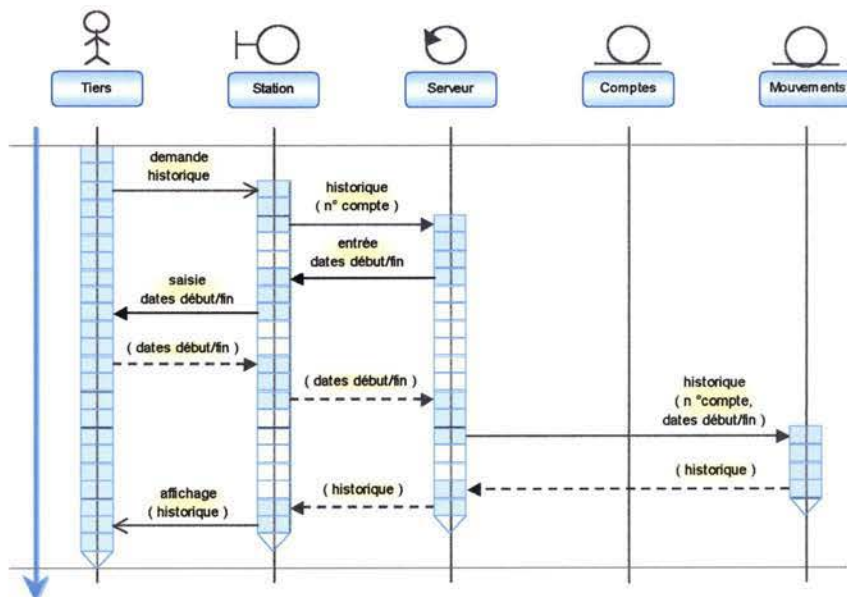 Tiers
Station
Serveur
Comptes
Mouvements
demande
historique
historique
( n° compte )
entrée
dates début/fin
saisie
dates début/fin
( dates début/fin )
( dates début/fin )
historique
( n °compte,
dates début/fin )
( historique )
( historique )
affichage
( historique )